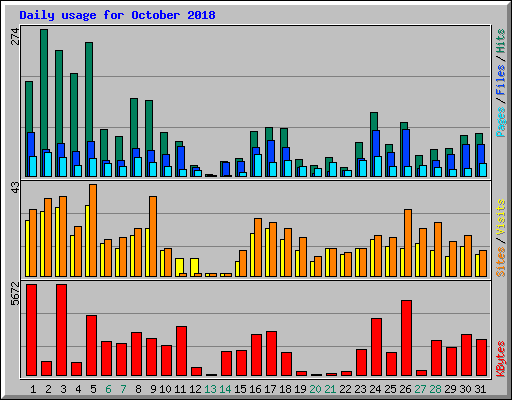 Daily usage for October 2018
274
Pages / Files / Hits
43
Sites / Visits
5672
KBytes
1 2 3 4 5 6 7 8 9 10 11 12 13 14 15 16 17 18 19 20 21 22 23 24 25 26 27 28 29 30 31